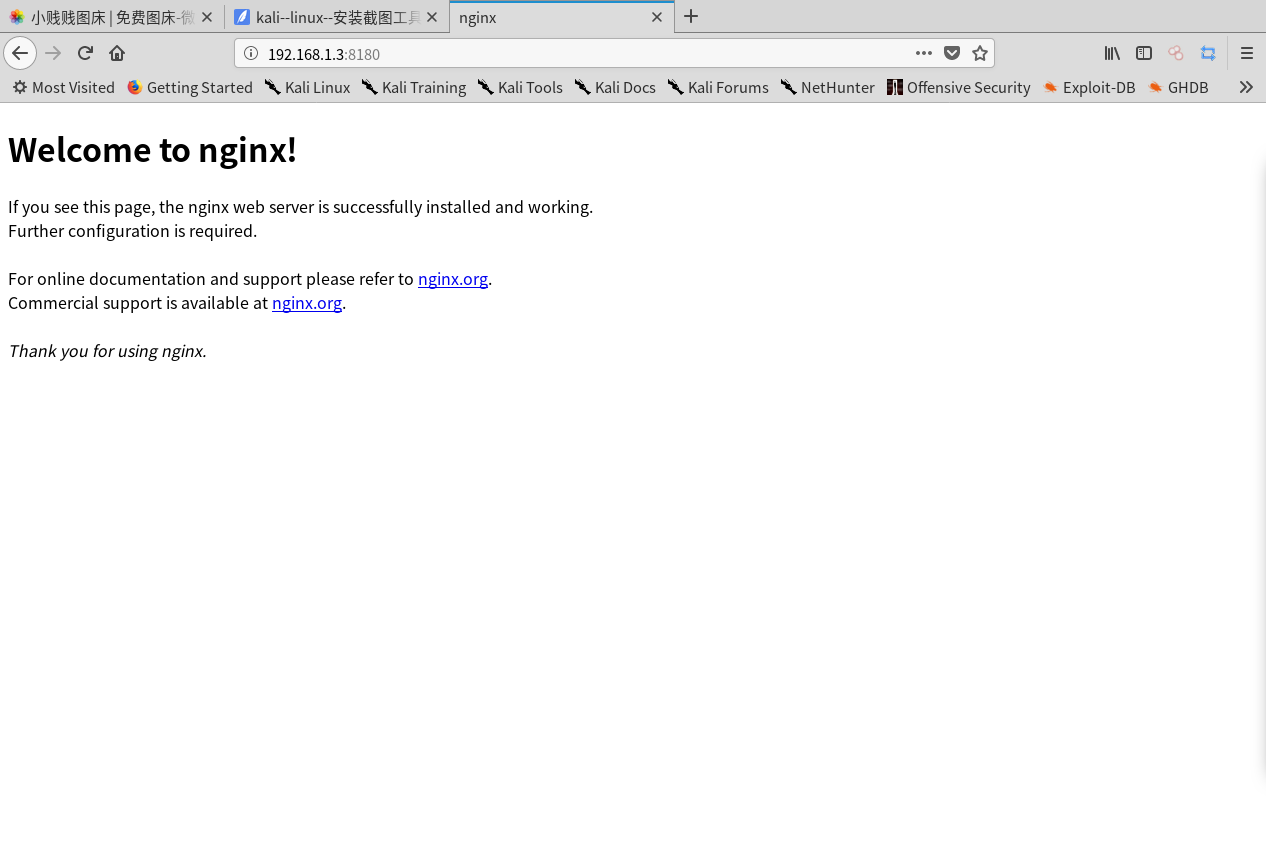 小贱贱图床 | 免费图床-微
kali--linux--安装截图工具
nginx
192.168.1.3:8180
Most Visited
Getting Started
Kali Linux
Kali Training
Kali Tools
Kali Docs
Kali Forums
NetHunter
Offensive Security
Exploit-DB
GHDB
Welcome to nginx!
If you see this page, the nginx web server is successfully installed and working.
Further configuration is required.
For online documentation and support please refer to nginx.org.
Commercial support is available at nginx.org.
Thank you for using nginx.